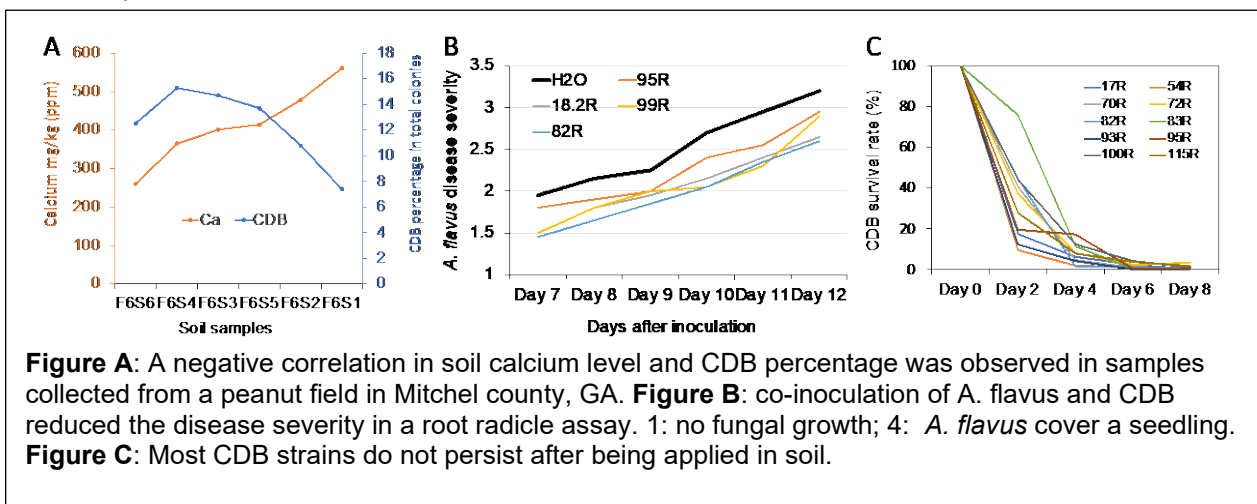 A
B
C
600
500
400
300
200
100
0
Calcium mg/kg (ppm)
18
16
14
12
10
8
6
4
2
0
CDB percentage in total colonies
Ca
CDB
F6S6 F6S4 F6S3 F6S5 F6S2 F6S1
Soil samples
H2O
95R
18.2R
99R
82R
3.5
3
2.5
2
1.5
1
A. flavus disease severity
Day 7 Day 8 Day 9 Day 10 Day 11 Day 12
Days after inoculation
100
80
60
40
20
0
CDB survival rate (%)
17R
54R
70R
72R
82R
83R
93R
95R
100R
115R
Day 0 Day 2 Day 4 Day 6 Day 8
Figure A: A negative correlation in soil calcium level and CDB percentage was observed in samples
collected from a peanut field in Mitchel county, GA. Figure B: co-inoculation of A. flavus and CDB
reduced the disease severity in a root radicle assay. 1: no fungal growth; 4: A. flavus cover a seedling.
Figure C: Most CDB strains do not persist after being applied in soil.